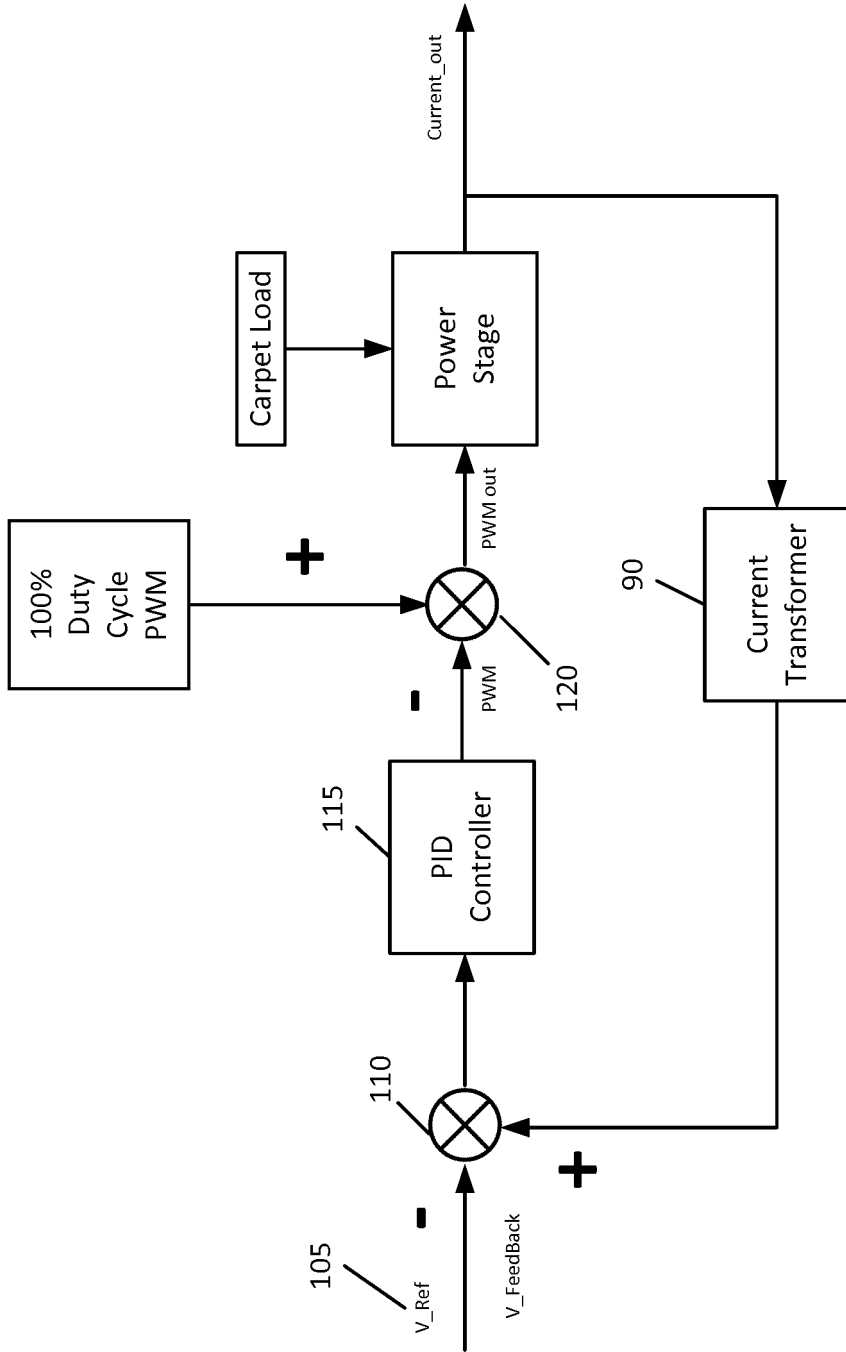 100%
Duty
Cycle
PWM
Carpet Load
+
Current_out
Power
Stage
PWM out
-
PWM
120
115
PID
Controller
110
-
105
V_Ref
V_FeedBack
+
90
Current
Transformer